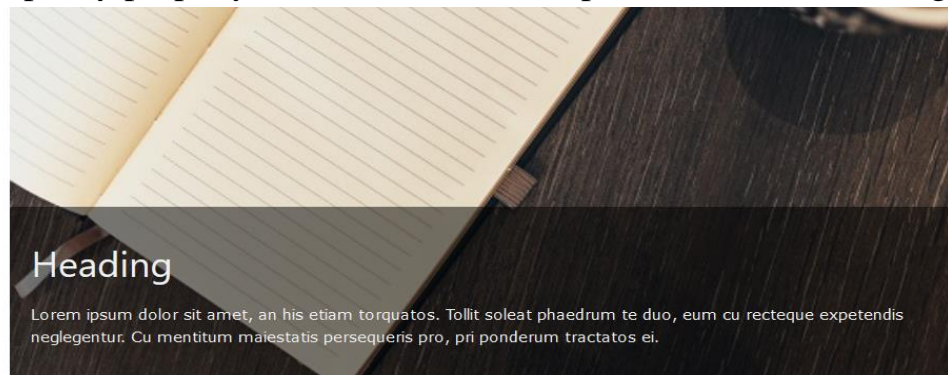 Heading
Lorem ipsum dolor sit amet, an his etiam torquatos. Tollit soleat phaedrum te duo, eum cu recteque expetendis
neglegentur. Cu mentitum maiestatis persequeris pro, pri ponderum tractatos ei.